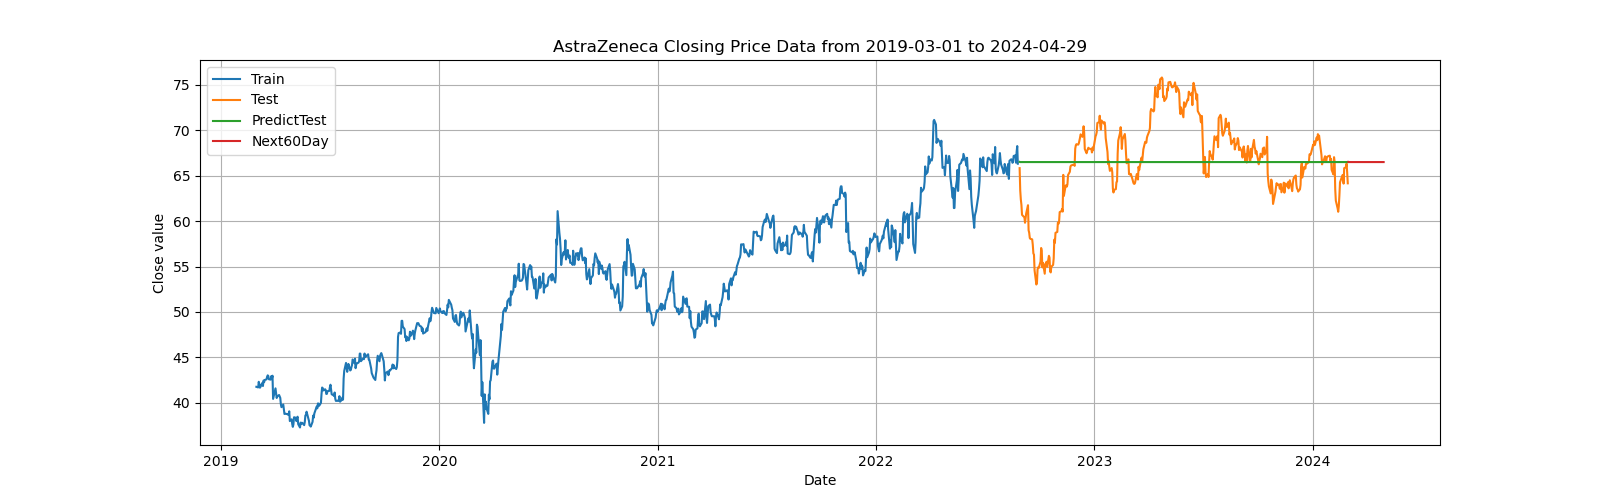 AstraZeneca Closing Price Data from 2019-03-01 to 2024-04-29
Train
Test
PredictTest
Next60Day
75
70
65
60
55
50
45
40
Close value
2019
2020
2021
2022
2023
2024
Date